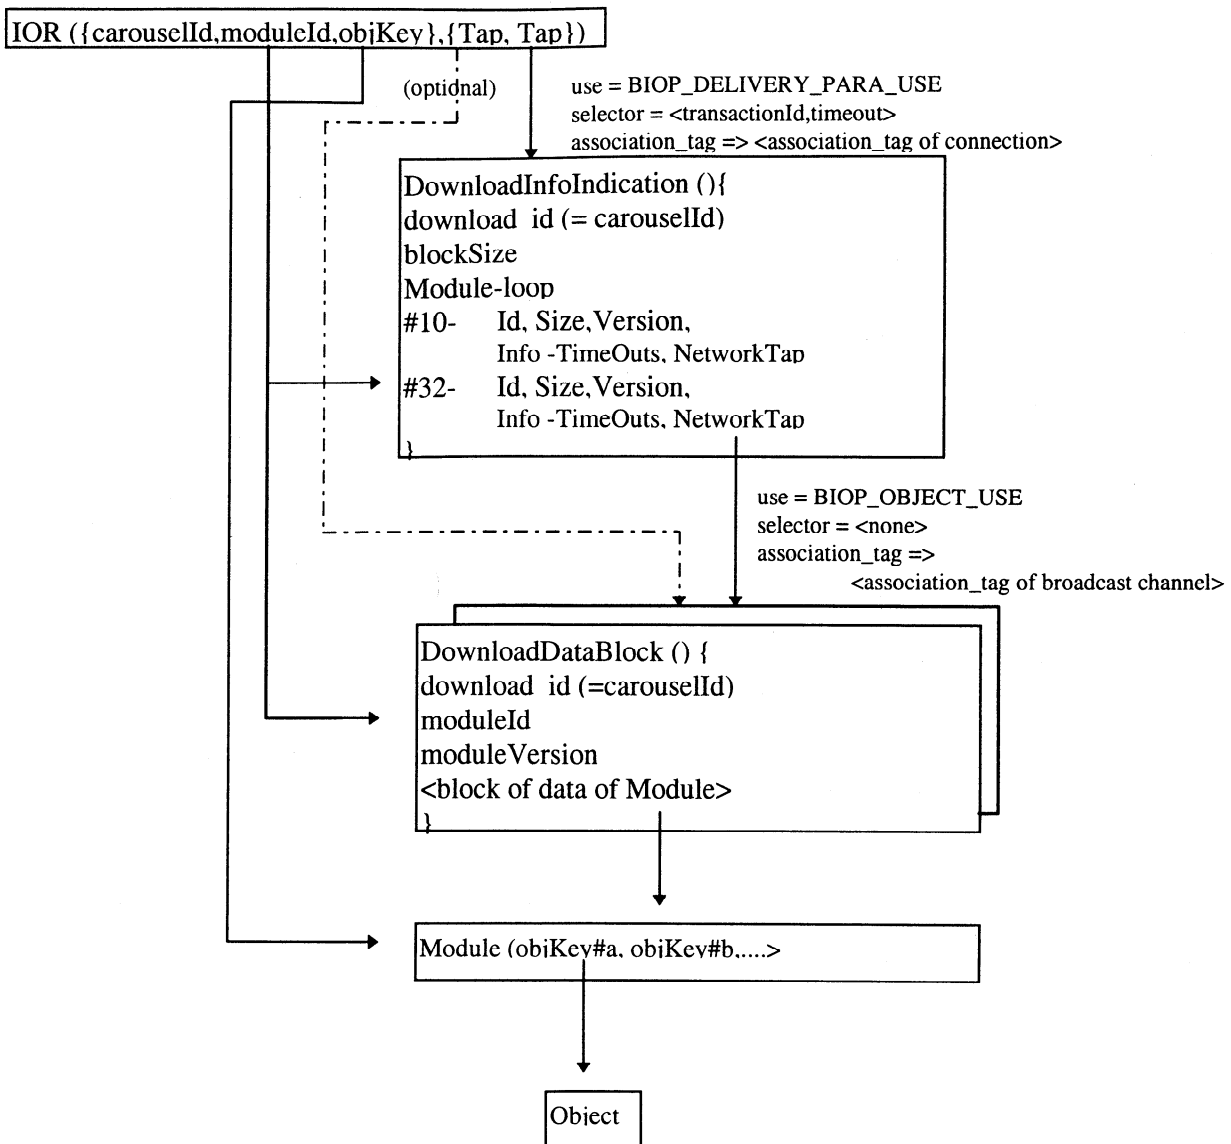 IOR ({carouselId,moduleId,objKey},{Tap, Tap})
(optional)
use = BIOP_DELIVERY_PARA_USE
selector = <transactionId,timeout>
association_tag => <association_tag of connection>
DownloadInfoIndication (){
download id (= carouselId)
blockSize
Module-loop
#10- Id, Size,Version,
Info -TimeOuts, NetworkTap
#32- Id, Size,Version,
Info -TimeOuts, NetworkTap
}
use = BIOP_OBJECT_USE
selector = <none>
association_tag =>
<association_tag of broadcast channel>
DownloadDataBlock () {
download id (=carouselId)
moduleId
moduleVersion
<block of data of Module>
}
Module (objKey#a, objKey#b,....>
Object